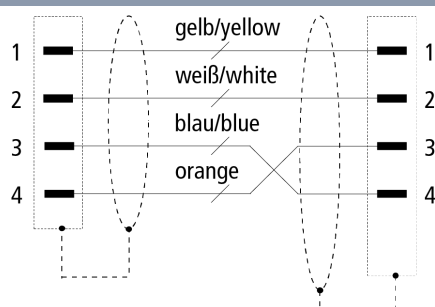 gelb/yellow
1 1
weiß/white
2 2
blau/blue
3 3
orange
4 4